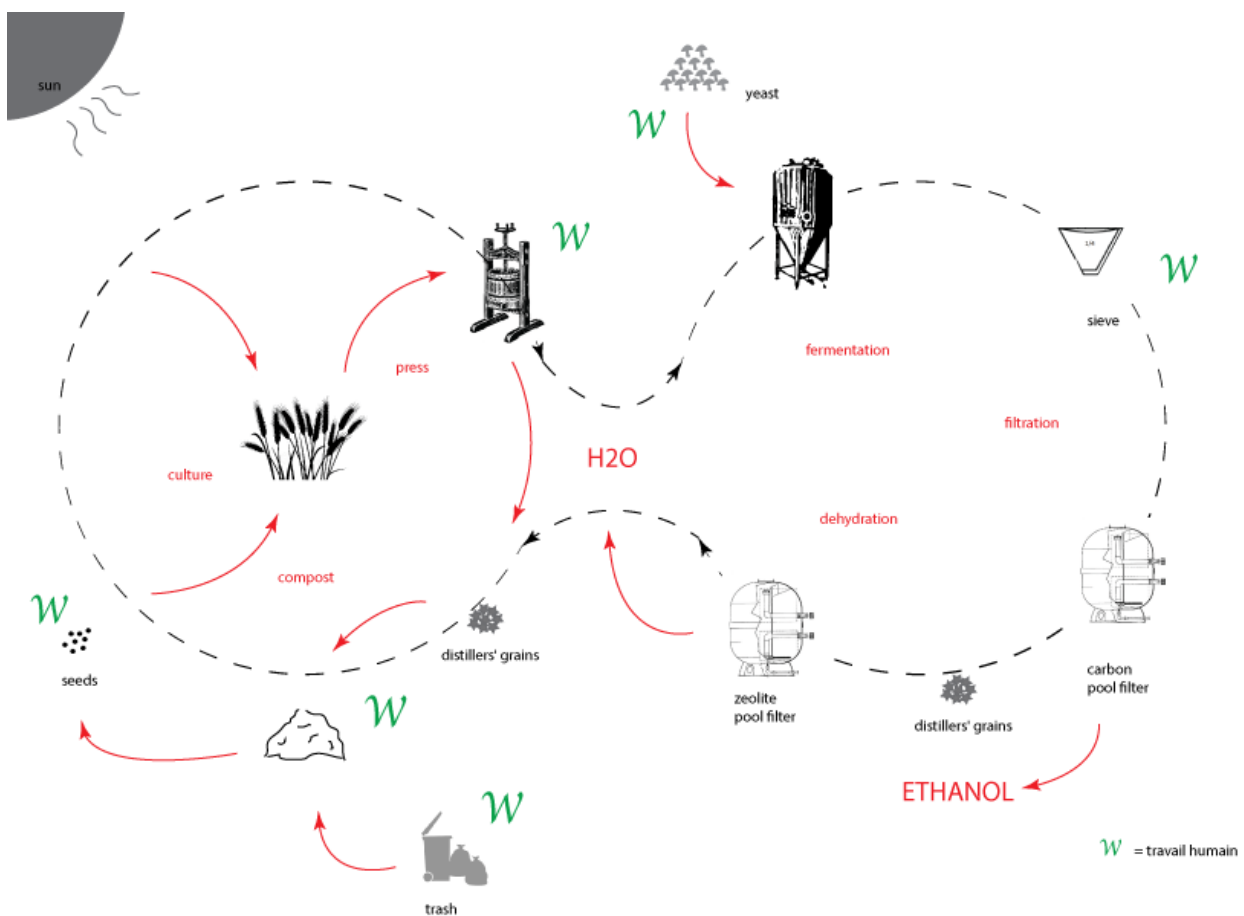 sun
yeast
W
W
W
sieve
fermentation
press
filtration
H2O
culture
dehydration
compost
W
distillers' grains
seeds
zeolite
pool filter
carbon
pool filter
distillers' grains
W
ETHANOL
W
W = travail humain
trash